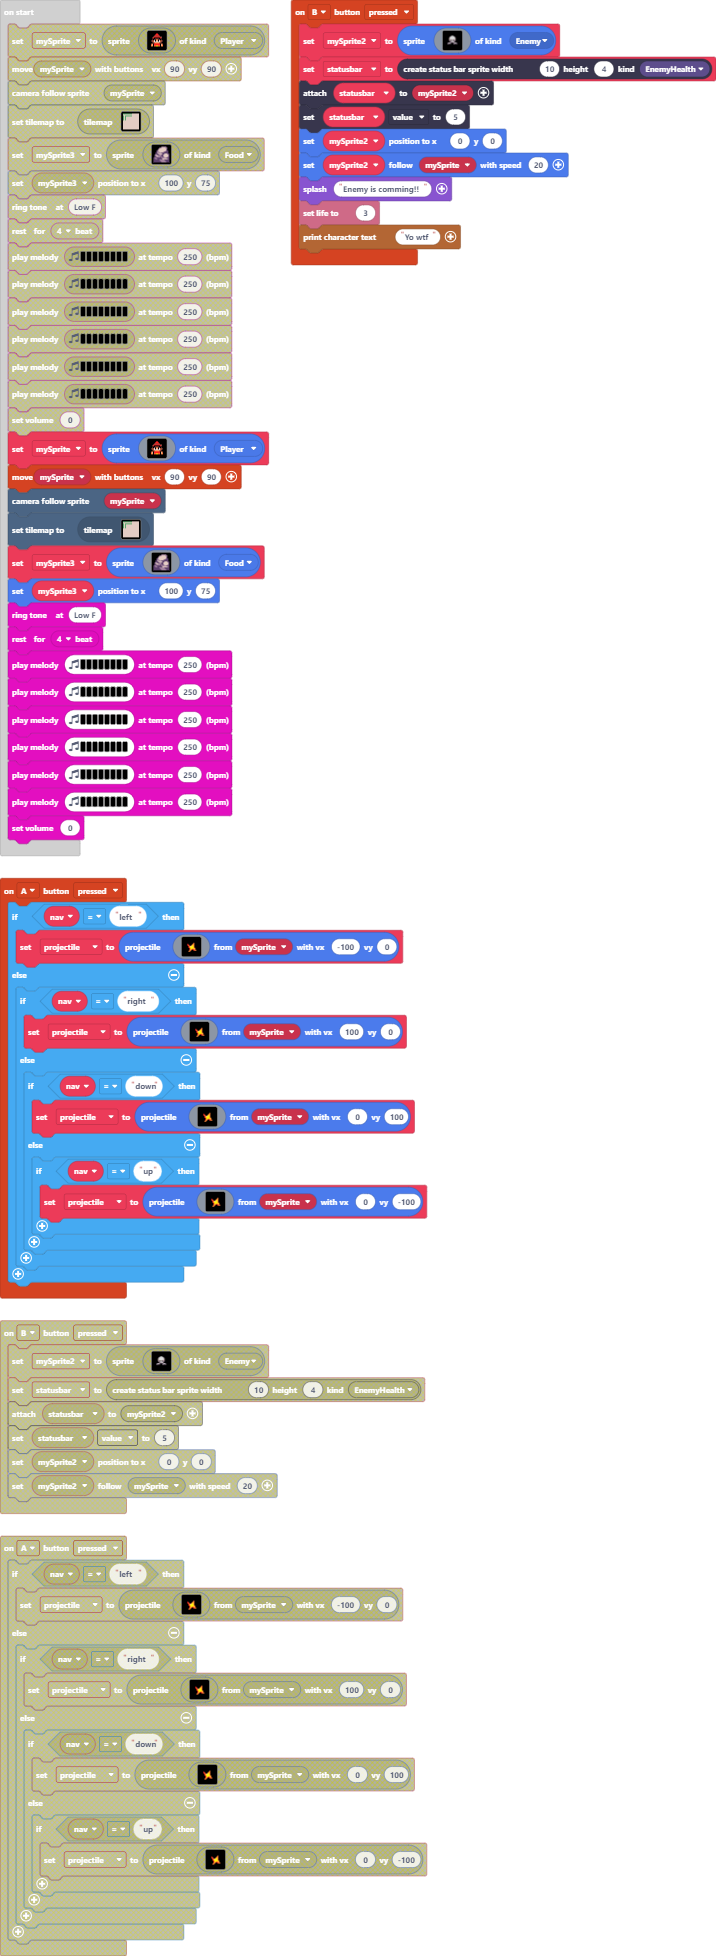 on start
set mySprite to sprite of kind Player
move mySprite with buttons vx 90 vy 90
camera follow sprite mySprite
set tilemap to tilemap
set mySprite3 to sprite of kind Food
set mySprite3 position to x 100 y 75
ring tone at Low F
rest for 4 beat
play melody at tempo 250 (bpm)
play melody at tempo 250 (bpm)
play melody at tempo 250 (bpm)
play melody at tempo 250 (bpm)
play melody at tempo 250 (bpm)
play melody at tempo 250 (bpm)
set volume 0
set mySprite to sprite of kind Player
move mySprite with buttons vx 90 vy 90
camera follow sprite mySprite
set tilemap to tilemap
set mySprite3 to sprite of kind Food
set mySprite3 position to x 100 y 75
ring tone at Low F
rest for 4 beat
play melody at tempo 250 (bpm)
play melody at tempo 250 (bpm)
play melody at tempo 250 (bpm)
play melody at tempo 250 (bpm)
play melody at tempo 250 (bpm)
play melody at tempo 250 (bpm)
set volume 0
on B button pressed
set mySprite2 to sprite of kind Enemy
set statusbar to create status bar sprite width 10 height 4 kind EnemyHealth
attach statusbar to mySprite2
set statusbar value to 5
set mySprite2 position to x 0 y 0
set mySprite2 follow mySprite with speed 20
splash "Enemy is comming!!"
set life to 3
print character text "Yo wtf"
on A button pressed
if nav = "left" then
set projectile to projectile from mySprite with vx -100 vy 0
else
if nav = "right" then
set projectile to projectile from mySprite with vx 100 vy 0
else
if nav = "down" then
set projectile to projectile from mySprite with vx 0 vy 100
else
if nav = "up" then
set projectile to projectile from mySprite with vx 0 vy -100
on B button pressed
set mySprite2 to sprite of kind Enemy
set statusbar to create status bar sprite width 10 height 4 kind EnemyHealth
attach statusbar to mySprite2
set statusbar value to 5
set mySprite2 position to x 0 y 0
set mySprite2 follow mySprite with speed 20
on A button pressed
if nav = "left" then
set projectile to projectile from mySprite with vx -100 vy 0
else
if nav = "right" then
set projectile to projectile from mySprite with vx 100 vy 0
else
if nav = "down" then
set projectile to projectile from mySprite with vx 0 vy 100
else
if nav = "up" then
set projectile to projectile from mySprite with vx 0 vy -100